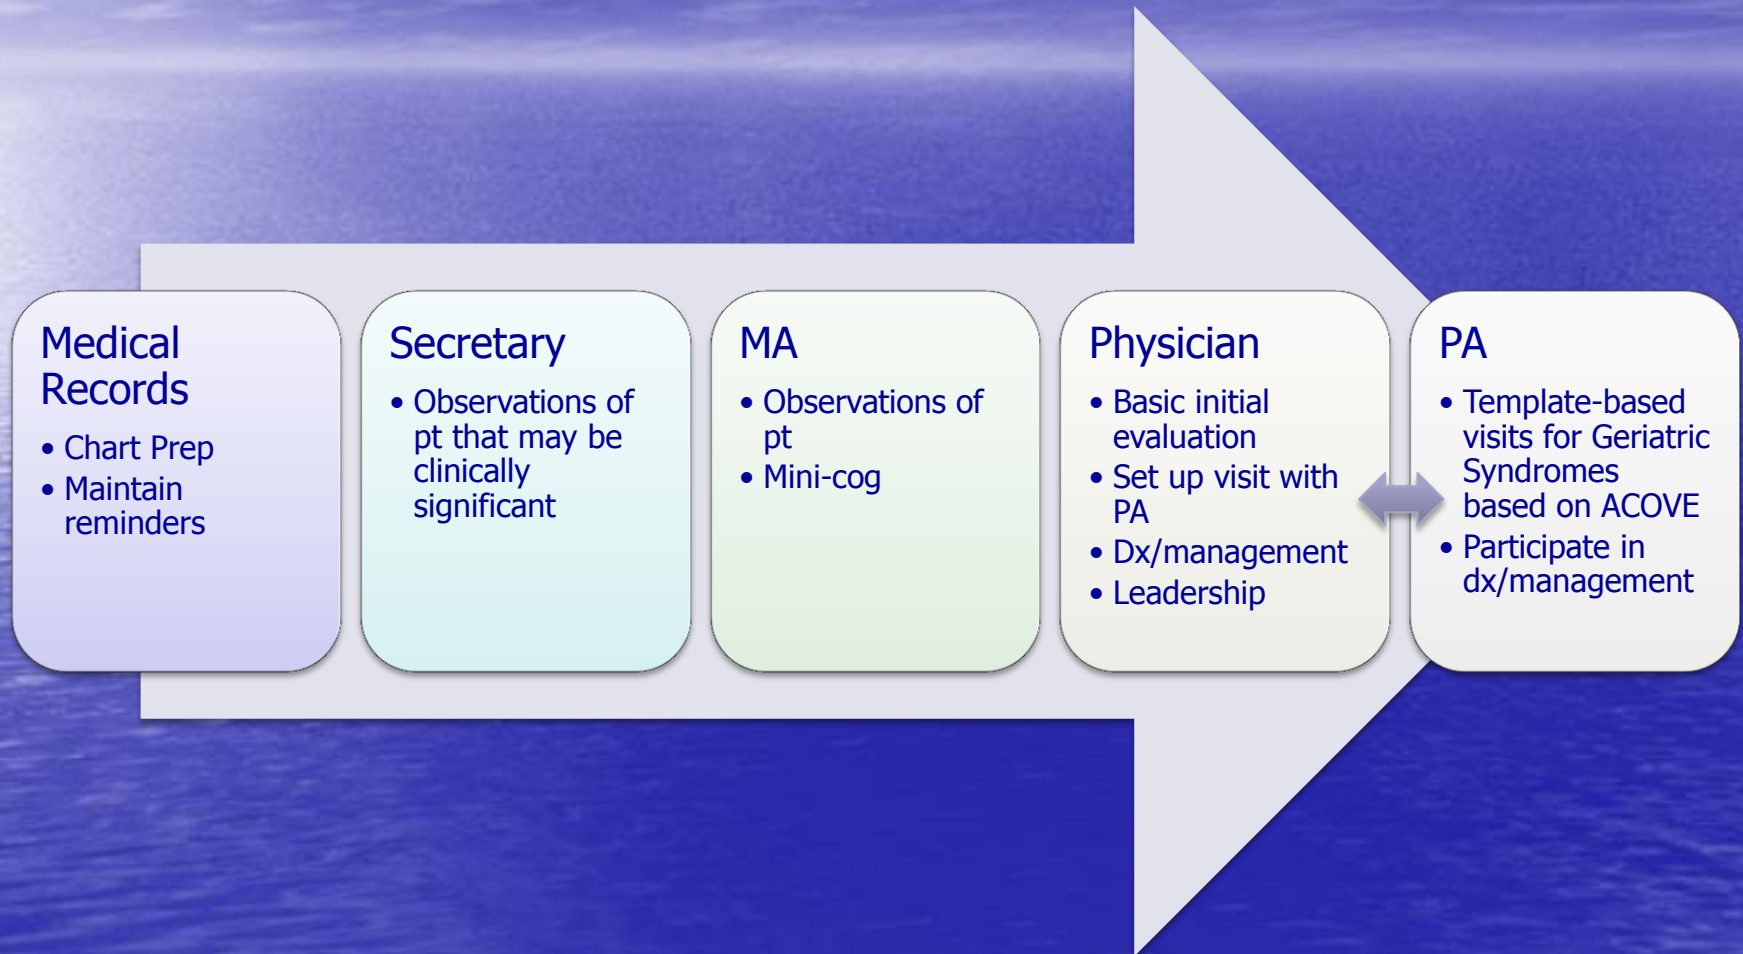 Medical
Records
• Chart Prep
• Maintain
reminders
Secretary
• Observations of
pt that may be
clinically
significant
MA
• Observations of
pt
• Mini-cog
Physician
• Basic initial
evaluation
• Set up visit with
PA
• Dx/management
• Leadership
PA
• Template-based
visits for Geriatric
Syndromes
based on ACOVE
• Participate in
dx/management